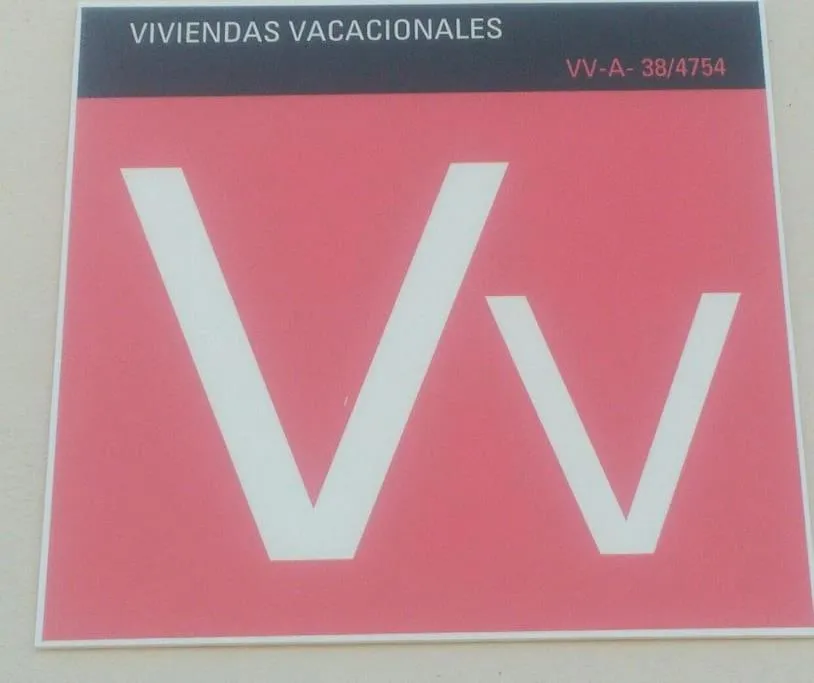 VIVIENDAS VACACIONALES
VV-A- 38/4754
Vv